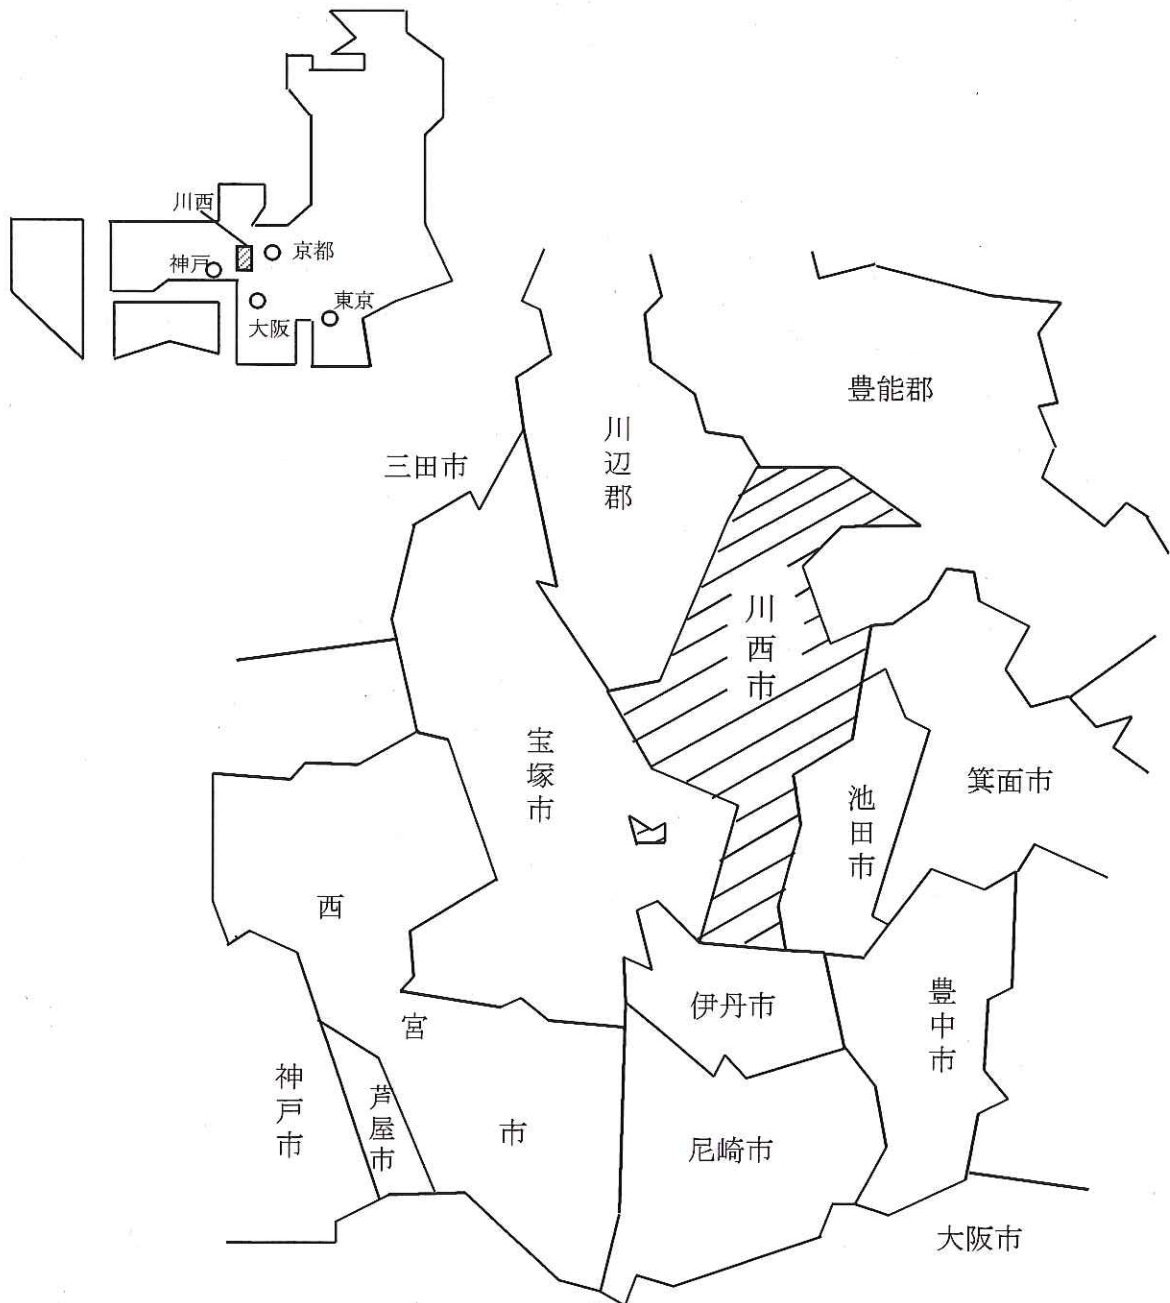 川西
京都
神戸
東京
大阪
豊能郡
川辺郡
三田市
川西市
宝塚市
箕面市
池田市
西宮市
伊丹市
豊中市
神戸市
芦屋市
尼崎市
大阪市